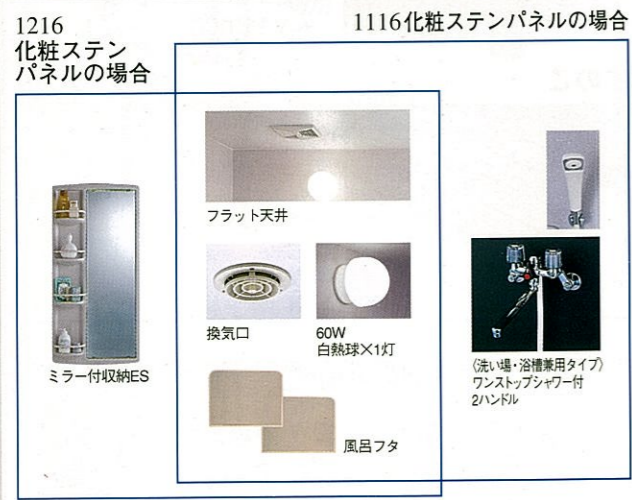 1216
化粧ステン
パネルの場合
1116化粧ステンパネルの場合
フラット天井
換気口
60W
白熱球×1灯
ミラー付収納ES
風呂フタ
〈洗い場・浴槽兼用タイプ〉
ワンストップシャワー付
2ハンドル